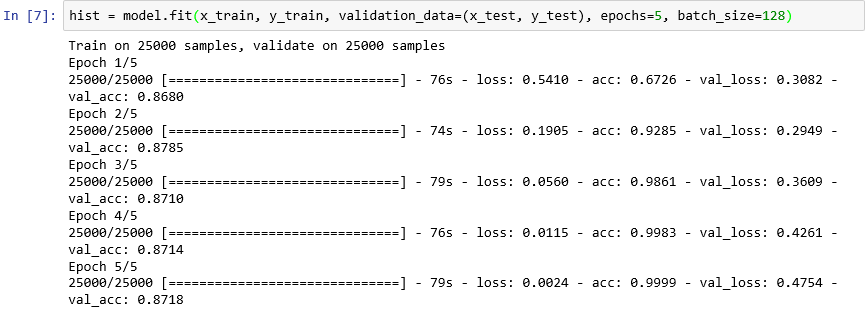 In [7]: hist = model.fit(x_train, y_train, validation_data=(x_test, y_test), epochs=5, batch_size=128)
Train on 25000 samples, validate on 25000 samples
Epoch 1/5
25000/25000 [==============================] - 76s - loss: 0.5410 - acc: 0.6726 - val_loss: 0.3082 -
val_acc: 0.8680
Epoch 2/5
25000/25000 [==============================] - 74s - loss: 0.1905 - acc: 0.9285 - val_loss: 0.2949 -
val_acc: 0.8785
Epoch 3/5
25000/25000 [==============================] - 79s - loss: 0.0560 - acc: 0.9861 - val_loss: 0.3609 -
val_acc: 0.8710
Epoch 4/5
25000/25000 [==============================] - 76s - loss: 0.0115 - acc: 0.9983 - val_loss: 0.4261 -
val_acc: 0.8714
Epoch 5/5
25000/25000 [==============================] - 79s - loss: 0.0024 - acc: 0.9999 - val_loss: 0.4754 -
val_acc: 0.8718